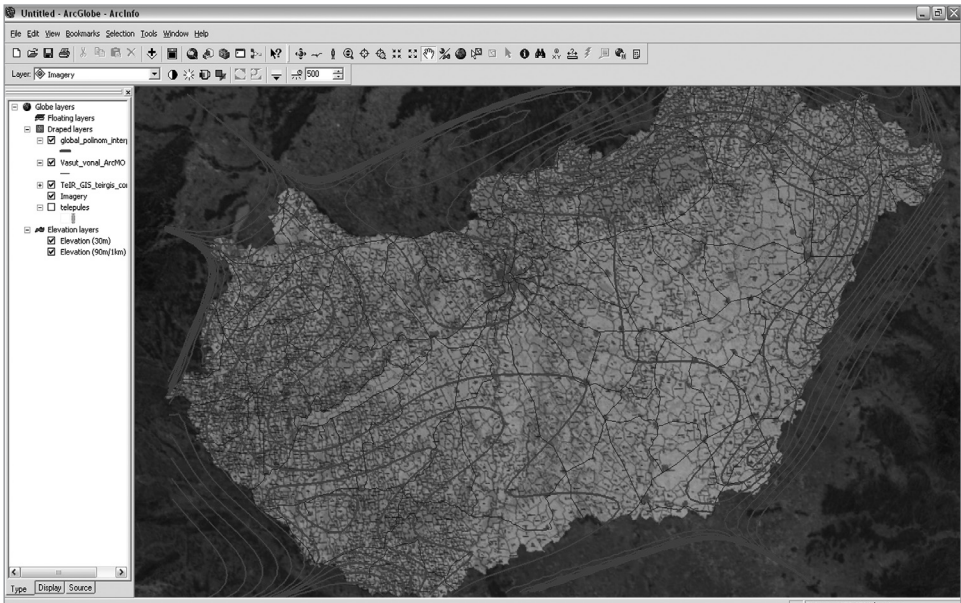 Untitled - ArcGlobe - ArcInfo
File Edit View Bookmarks Selection Tools Window Help
Layer: Imagery 500
Globe layers
Floating layers
Draped layers
global_polinom_inter
Vasut_vonal_ArcMO
TeIR_GIS_teirgis_co
Imagery
telepules
Elevation layers
Elevation (30m)
Elevation (90m/1km)
Type Display Source